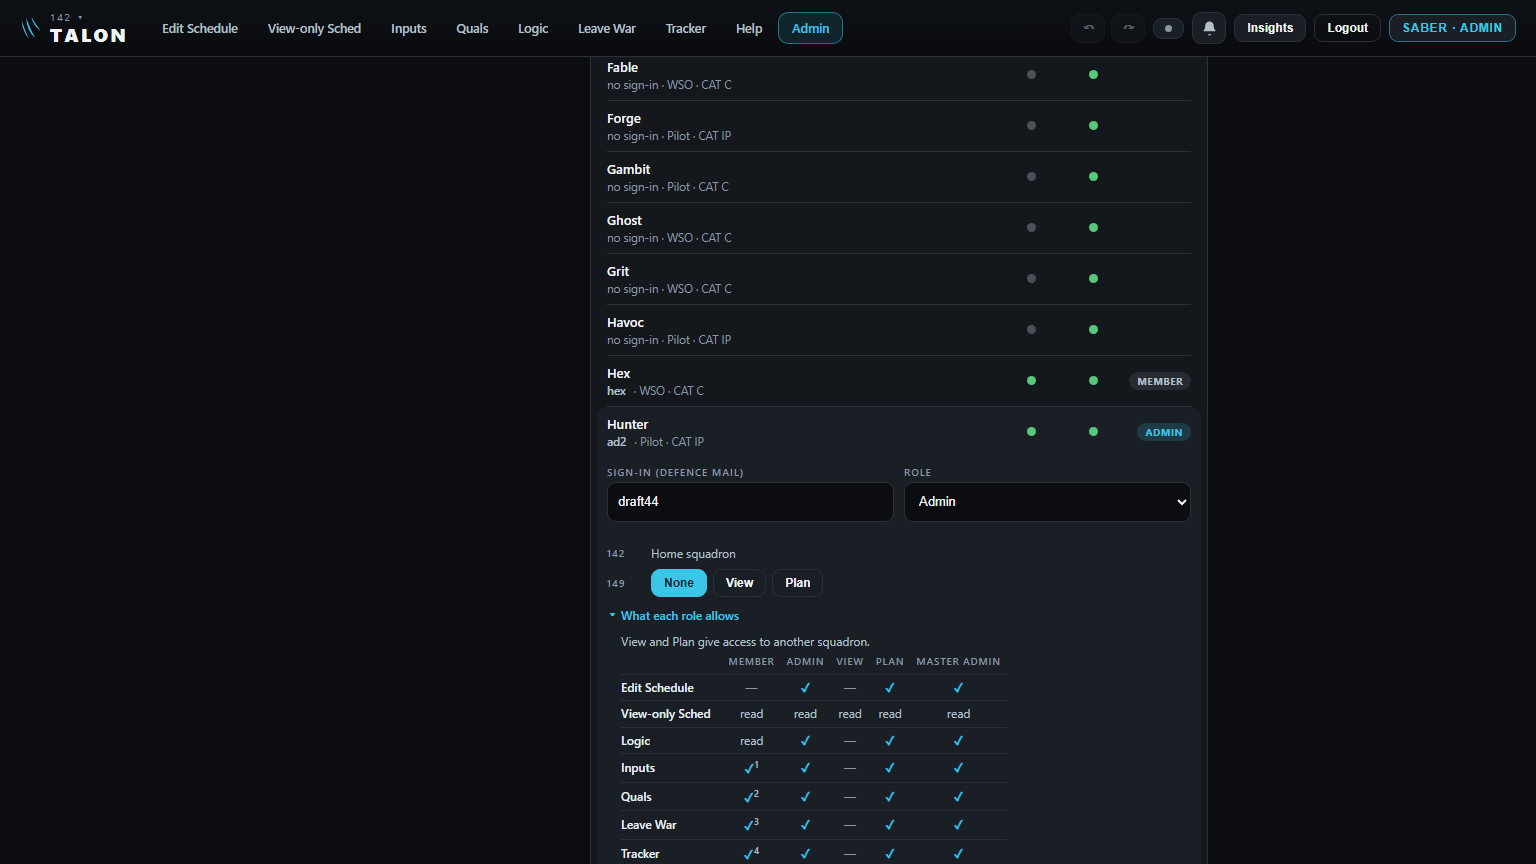 142 ▾
TALON
Edit Schedule
View-only Sched
Inputs
Quals
Logic
Leave War
Tracker
Help
Admin
Insights
Logout
SABER · ADMIN
Fable
no sign-in · WSO · CAT C
Forge
no sign-in · Pilot · CAT IP
Gambit
no sign-in · Pilot · CAT C
Ghost
no sign-in · WSO · CAT C
Grit
no sign-in · WSO · CAT C
Havoc
no sign-in · Pilot · CAT IP
Hex
hex · WSO · CAT C
MEMBER
Hunter
ad2 · Pilot · CAT IP
ADMIN
SIGN-IN (DEFENCE MAIL)
ROLE
draft44
Admin
142 Home squadron
149 None View Plan
What each role allows
View and Plan give access to another squadron.
MEMBER ADMIN VIEW PLAN MASTER ADMIN
Edit Schedule — ✓ — ✓ ✓
View-only Sched read read read read read
Logic read ✓ — ✓ ✓
Inputs ✓1 ✓ — ✓ ✓
Quals ✓2 ✓ — ✓ ✓
Leave War ✓3 ✓ — ✓ ✓
Tracker ✓4 ✓ — ✓ ✓